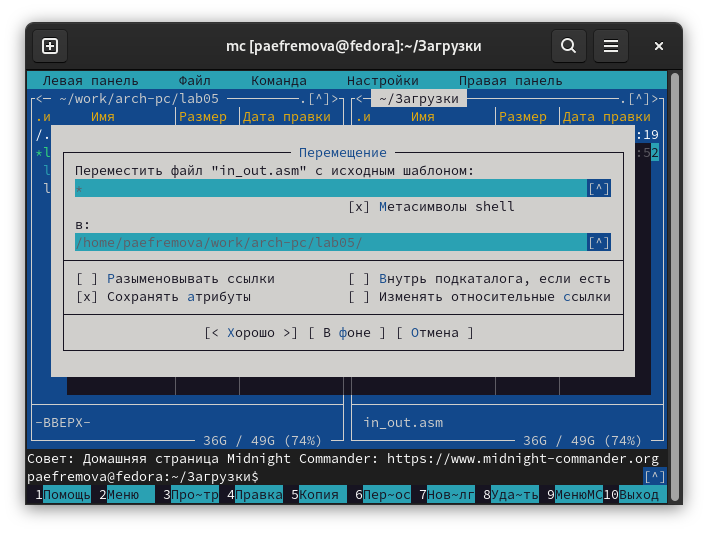 mc [paefremova@fedora]:~/Загрузки
Левая панель Файл Команда Настройки Правая панель
<— ~/work/arch-pc/lab05 .[^]> <— ~/Загрузки .[^]>
.и Имя Размер Дата правки .и Имя Размер Дата правки
/. :19
Перемещение
*l :52
Переместить файл "in_out.asm" с исходным шаблоном:
l
* [^]
l
[x] Метасимволы shell
в:
/home/paefremova/work/arch-pc/lab05/ [^]
[ ] Разыменовывать ссылки [ ] Внутрь подкаталога, если есть
[x] Сохранять атрибуты [ ] Изменять относительные ссылки
[< Хорошо >] [ В фоне ] [ Отмена ]
-ВВЕРХ- in_out.asm
36G / 49G (74%) 36G / 49G (74%)
Совет: Домашняя страница Midnight Commander: https://www.midnight-commander.org
paefremova@fedora:~/Загрузки$ [^]
1Помощь 2Меню 3Про~тр 4Правка 5Копия 6Пер~ос 7Нов~лг 8Уда~ть 9МенюMC 10Выход